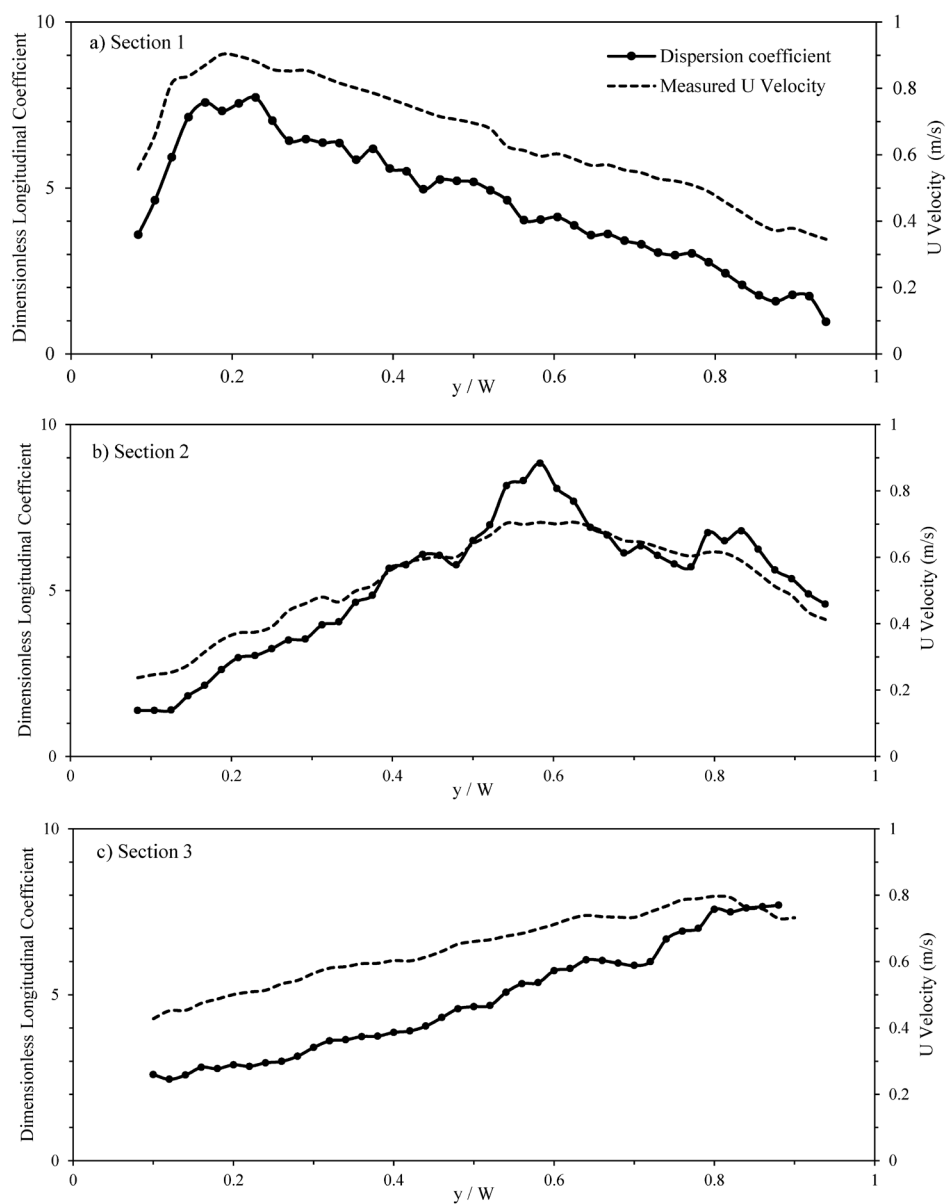 a) Section 1
Dispersion coefficient
Measured U Velocity
Dimensionless Longitudinal Coefficient
U Velocity (m/s)
10
5
0
1
0.8
0.6
0.4
0.2
0
0 0.2 0.4 0.6 0.8 1
y / W
b) Section 2
Dimensionless Longitudinal Coefficient
U Velocity (m/s)
10
5
0
1
0.8
0.6
0.4
0.2
0
0 0.2 0.4 0.6 0.8 1
y / W
c) Section 3
Dimensionless Longitudinal Coefficient
U Velocity (m/s)
10
5
0
1
0.8
0.6
0.4
0.2
0
0 0.2 0.4 0.6 0.8 1
y / W